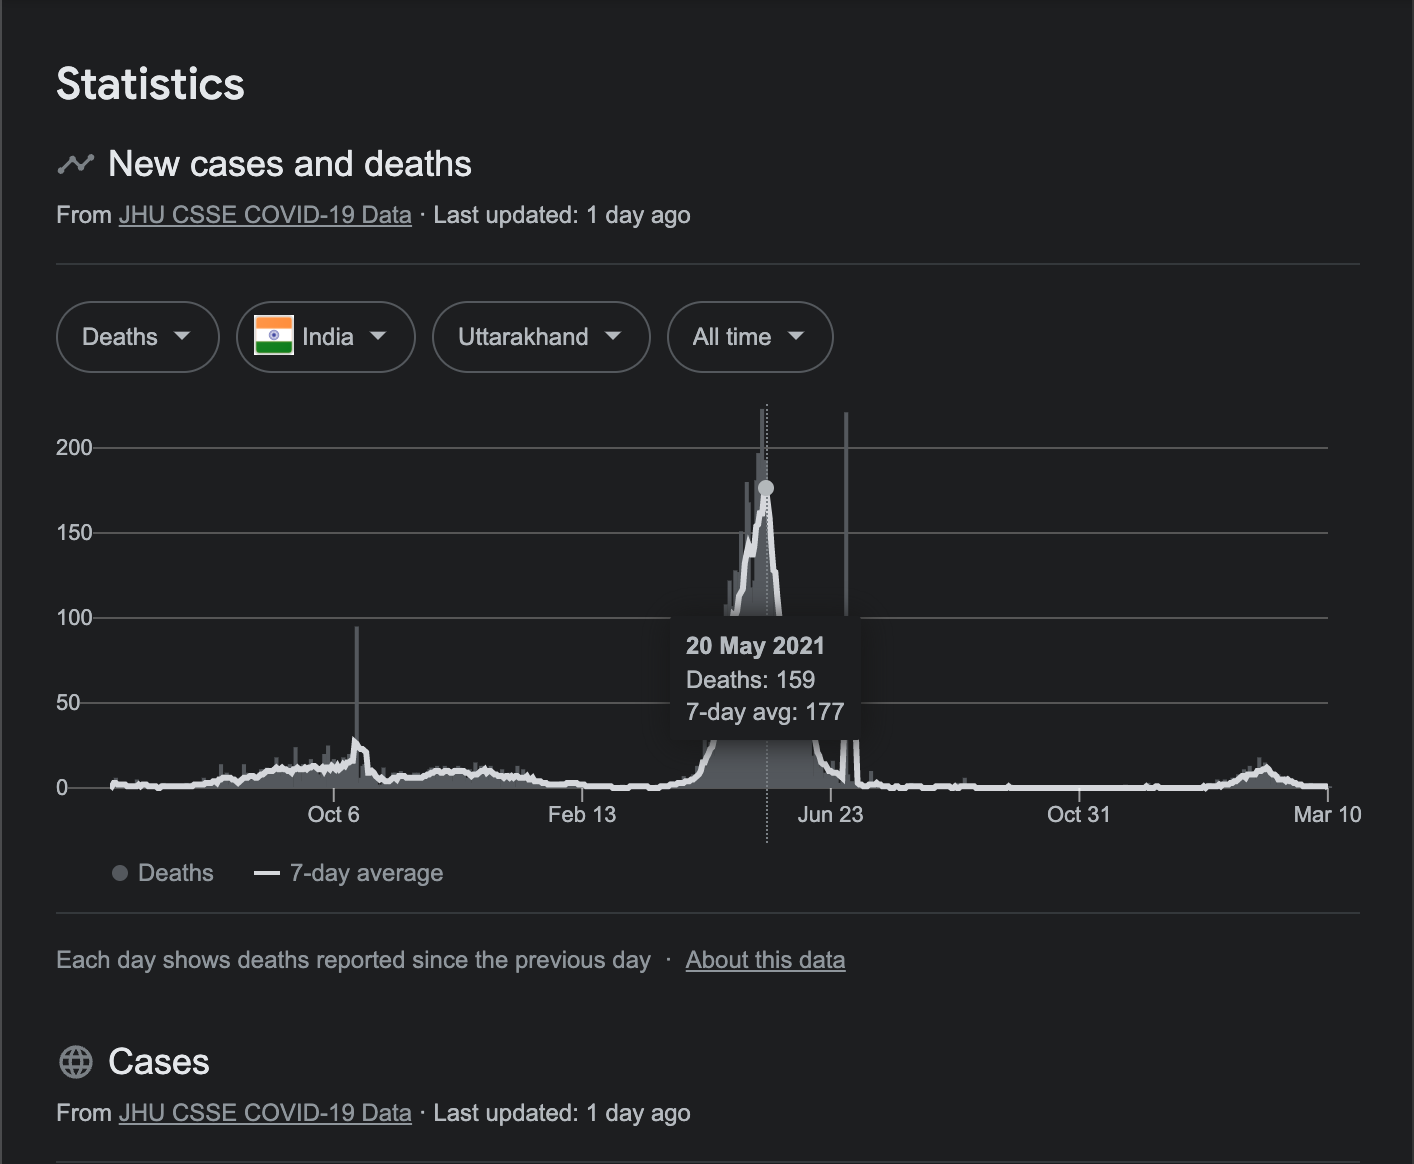 Statistics
New cases and deaths
From JHU CSSE COVID-19 Data · Last updated: 1 day ago
Deaths
India
Uttarakhand
All time
200
150
100
50
0
20 May 2021
Deaths: 159
7-day avg: 177
Oct 6
Feb 13
Jun 23
Oct 31
Mar 10
Deaths
7-day average
Each day shows deaths reported since the previous day · About this data
Cases
From JHU CSSE COVID-19 Data · Last updated: 1 day ago